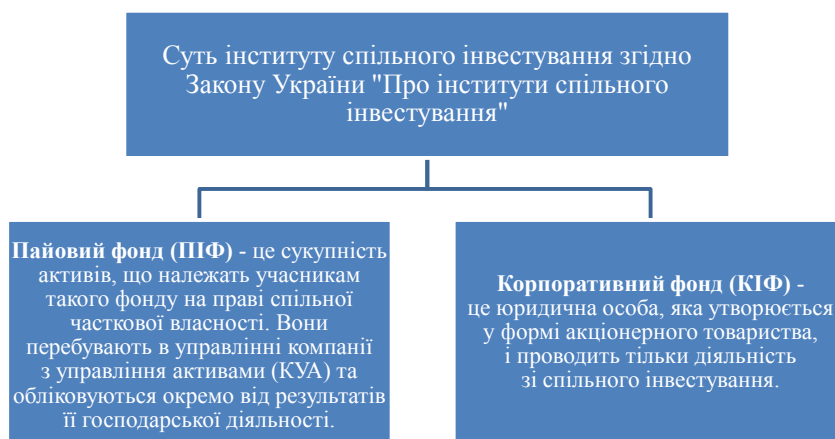 Суть інституту спільного інвестування згідно
Закону України "Про інститути спільного
інвестування"
Пайовий фонд (ПІФ) - це сукупність
активів, що належать учасникам
такого фонду на праві спільної
часткової власності. Вони
перебувають в управлінні компанії
з управління активами (КУА) та
обліковуються окремо від результатів
її господарської діяльності.
Корпоративний фонд (КІФ) -
це юридична особа, яка утворюється
у формі акціонерного товариства,
і проводить тільки діяльність
зі спільного інвестування.